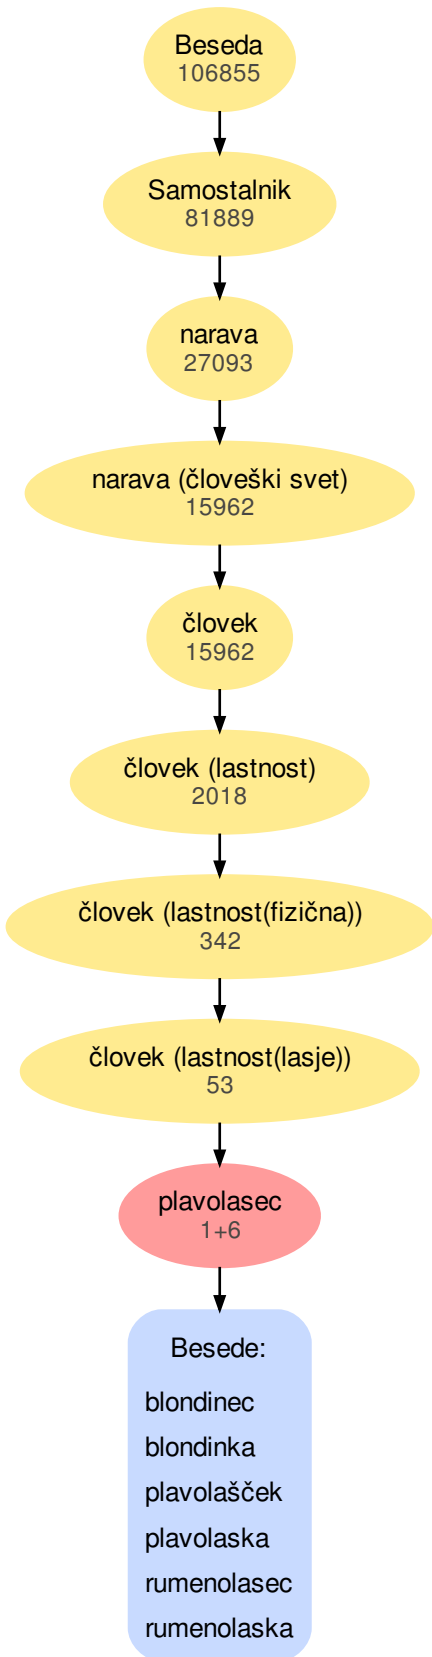 Beseda
106855
Samostalnik
81889
narava
27093
narava (človeški svet)
15962
človek
15962
človek (lastnost)
2018
človek (lastnost(fizična))
342
človek (lastnost(lasje))
53
plavolasec
1+6
Besede:
blondinec
blondinka
plavolašček
plavolaska
rumenolasec
rumenolaska